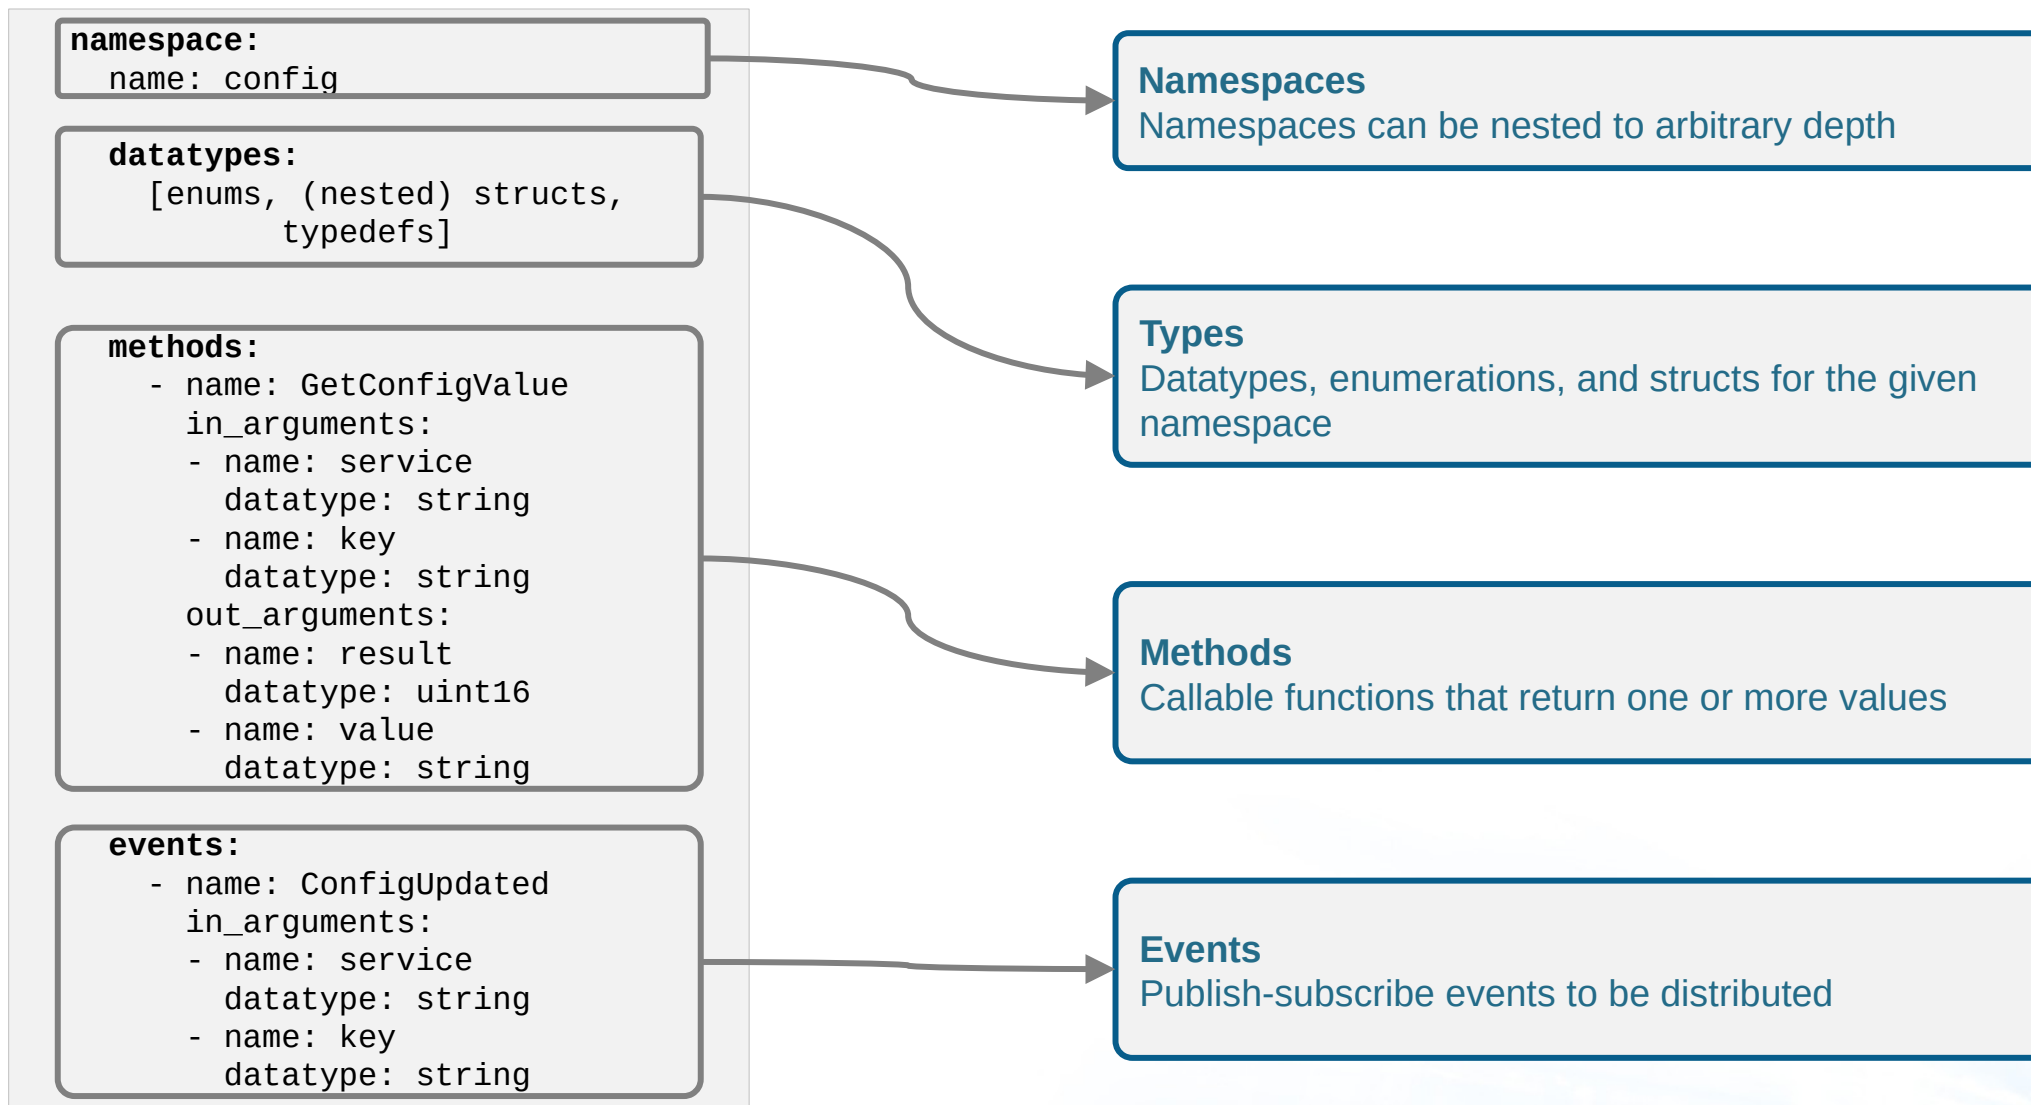 namespace:
  name: config
  datatypes:
    [enums, (nested) structs,
           typedefs]
  methods:
    - name: GetConfigValue
      in_arguments:
      - name: service
        datatype: string
      - name: key
        datatype: string
      out_arguments:
      - name: result
        datatype: uint16
      - name: value
        datatype: string
  events:
    - name: ConfigUpdated
      in_arguments:
      - name: service
        datatype: string
      - name: key
        datatype: string
Namespaces
Namespaces can be nested to arbitrary depth
Types
Datatypes, enumerations, and structs for the given
namespace
Methods
Callable functions that return one or more values
Events
Publish-subscribe events to be distributed